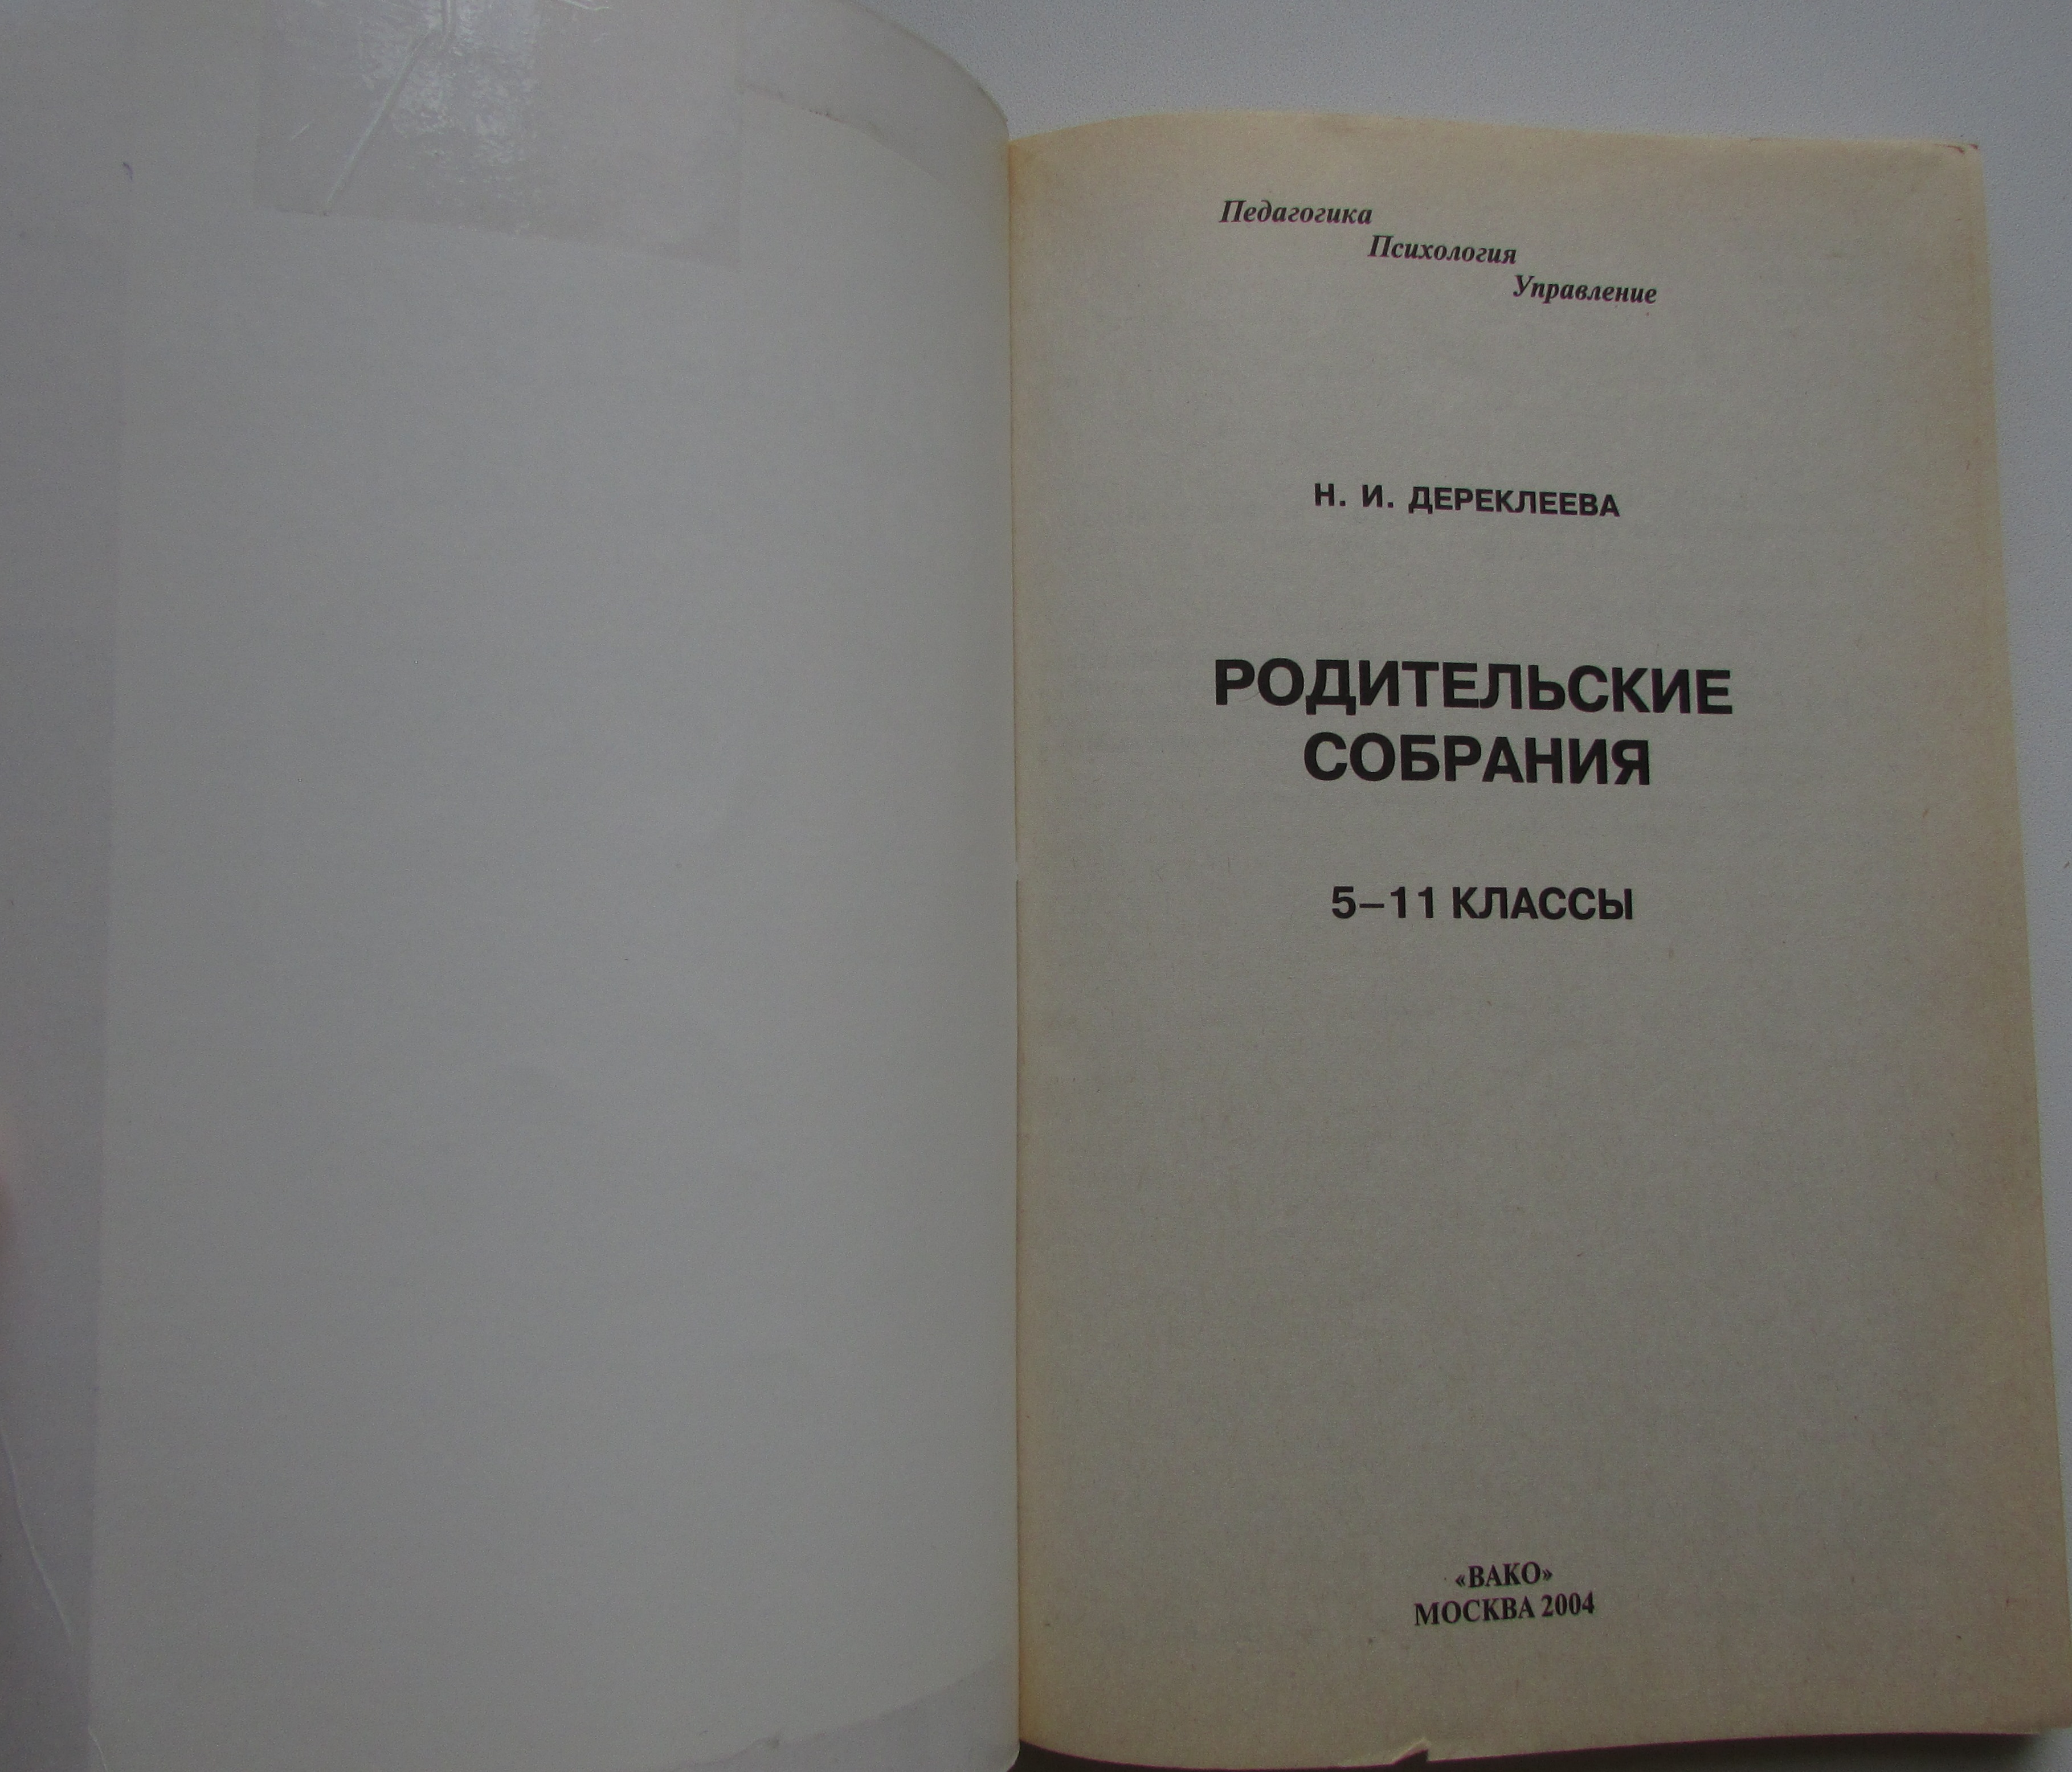 Педагогика
Психология
Управление
Н. И. ДЕРЕКЛЕЕВА
РОДИТЕЛЬСКИЕ
СОБРАНИЯ
5–11 КЛАССЫ
«ВАКО»
МОСКВА 2004